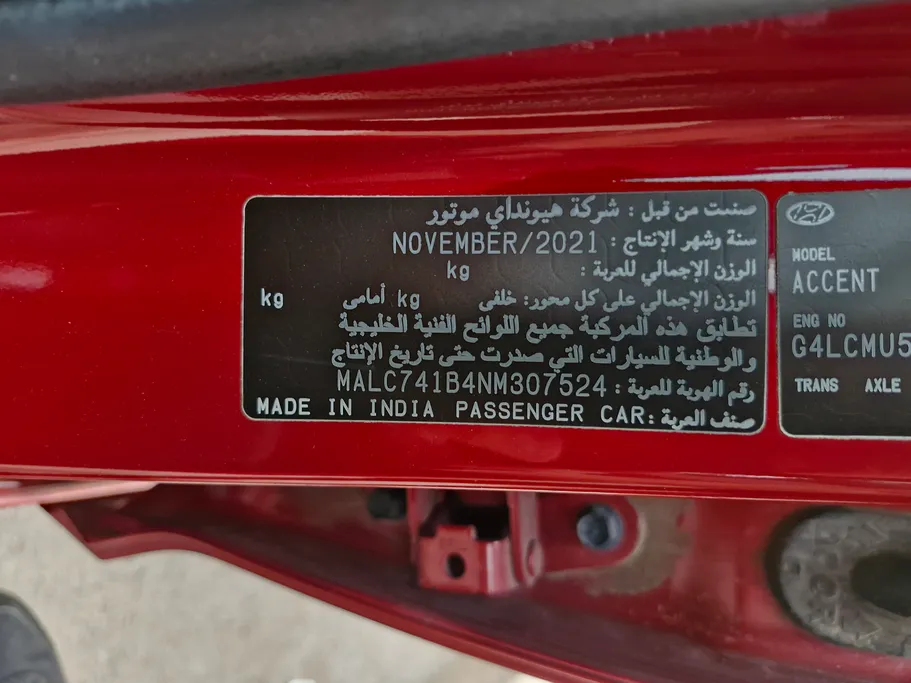 صنعت من قبل : شركة هيونداي موتور
سنة وشهر الإنتاج : NOVEMBER/2021
الوزن الإجمالي للعربة : kg
الوزن الإجمالي على كل محور: خلفي kg أمامي kg
تطابق هذه المركبة جميع اللوائح الفنية الخليجية
والوطنية للسيارات التي صدرت حتى تاريخ الإنتاج
رقم الهوية للعربة : MALC741B4NM307524
صنف العربة : MADE IN INDIA PASSENGER CAR
MODEL
ACCENT
ENG NO
G4LCMU5
TRANS AXLE